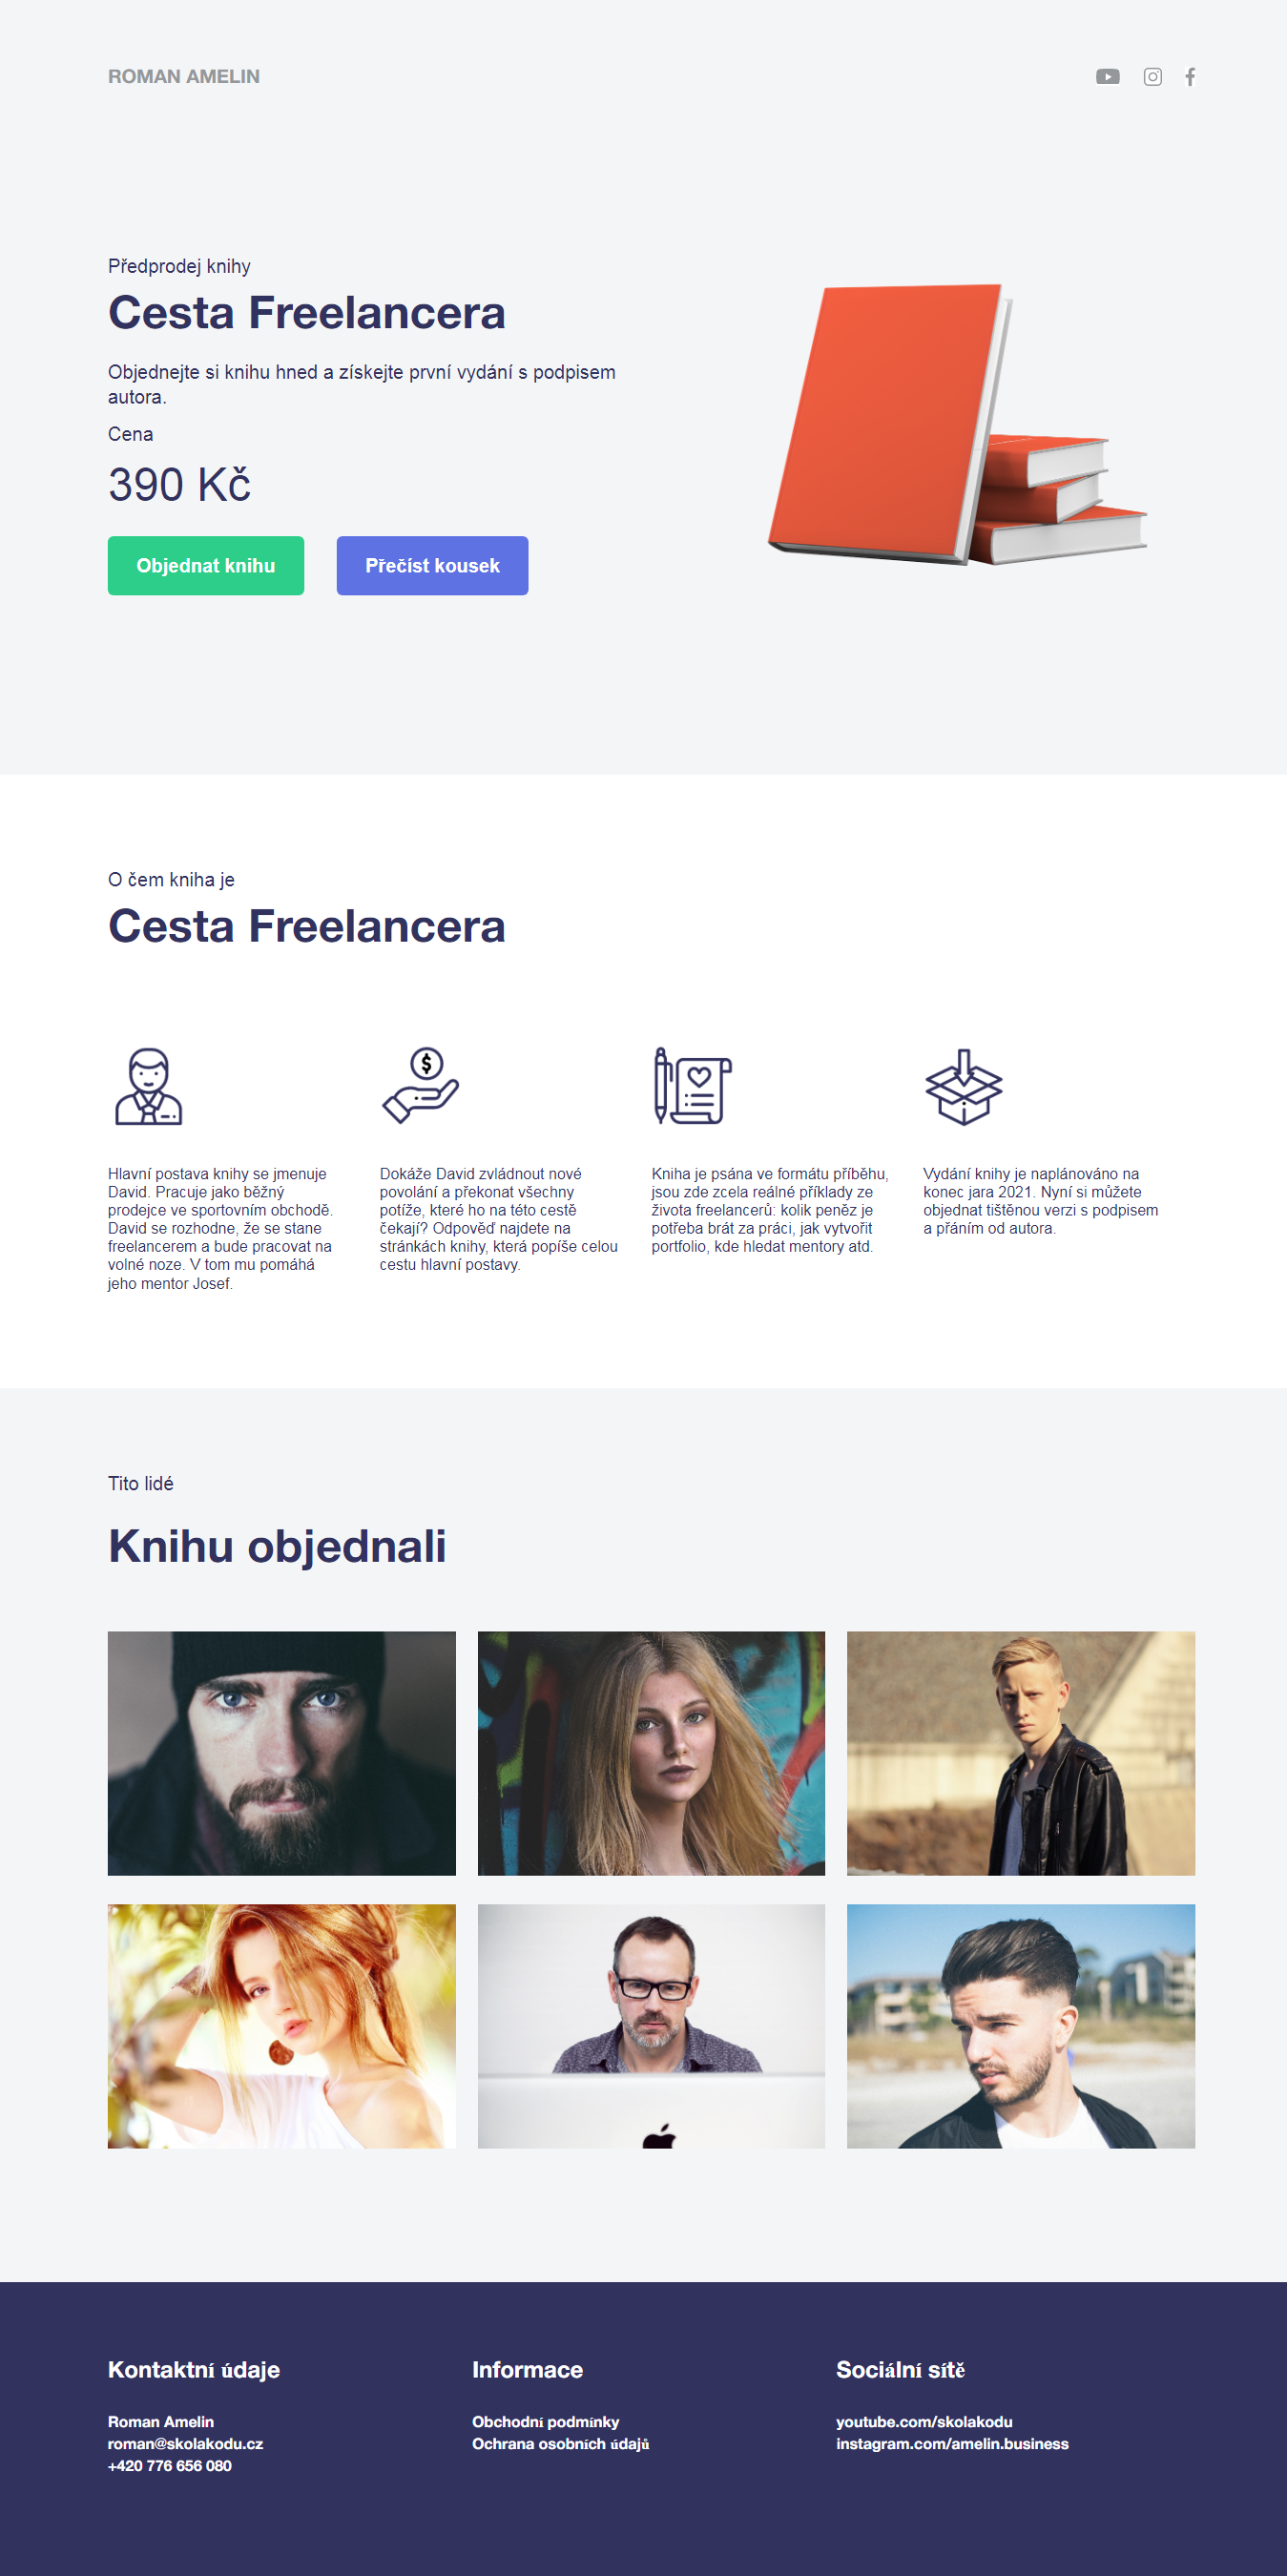 ROMAN AMELIN
Předprodej knihy
Cesta Freelancera
Objednejte si knihu hned a získejte první vydání s podpisem
autora.
Cena
390 Kč
Objednat knihu
Přečíst kousek
O čem kniha je
Cesta Freelancera
$
Hlavní postava knihy se jmenuje
David. Pracuje jako běžný
prodejce ve sportovním obchodě.
David se rozhodne, že se stane
freelancerem a bude pracovat na
volné noze. V tom mu pomáhá
jeho mentor Josef.
Dokáže David zvládnout nové
povolání a překonat všechny
potíže, které ho na této cestě
čekají? Odpověď najdete na
stránkách knihy, která popíše celou
cestu hlavní postavy.
Kniha je psána ve formátu příběhu,
jsou zde zcela reálné příklady ze
života freelancerů: kolik peněz je
potřeba brát za práci, jak vytvořit
portfolio, kde hledat mentory atd.
Vydání knihy je naplánováno na
konec jara 2021. Nyní si můžete
objednat tištěnou verzi s podpisem
a přáním od autora.
Tito lidé
Knihu objednali
Kontaktní údaje
Roman Amelin
roman@skolakodu.cz
+420 776 656 080
Informace
Obchodní podmínky
Ochrana osobních údajů
Sociální sítě
youtube.com/skolakodu
instagram.com/amelin.business